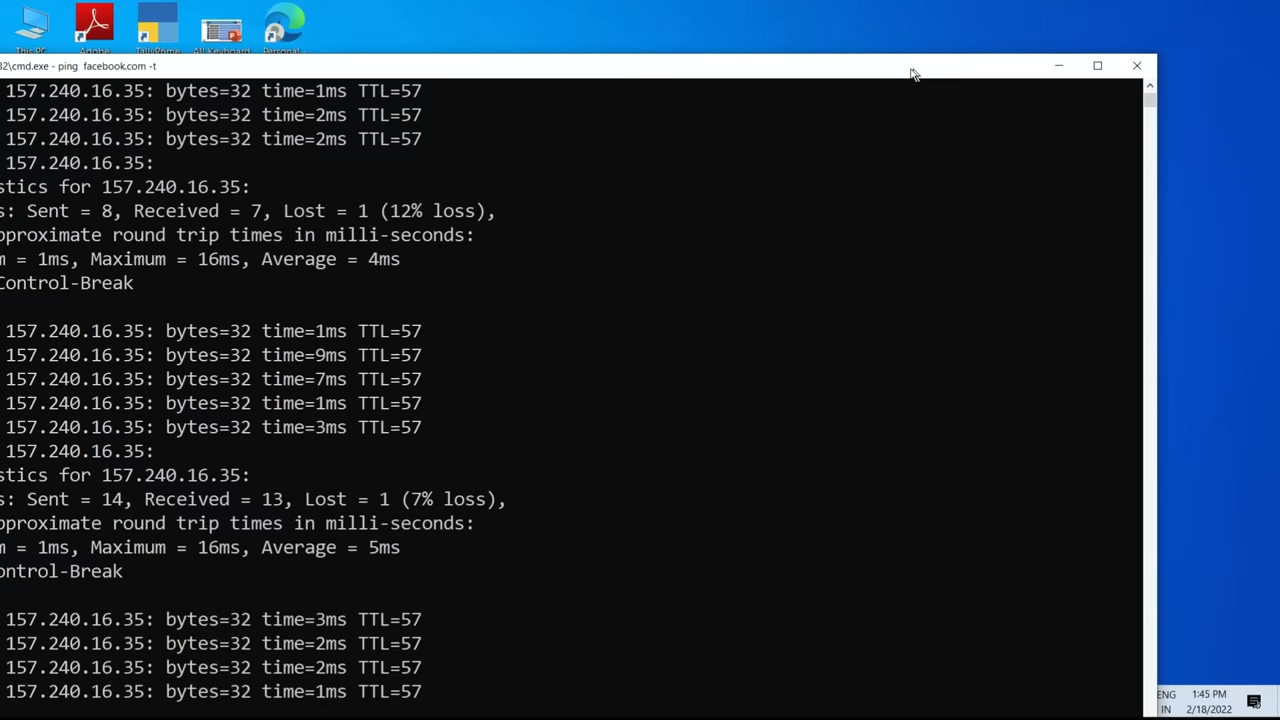 This PC
Adobe
TallyPrime
All Keyboard
Personal -
32\cmd.exe - ping facebook.com -t
157.240.16.35: bytes=32 time=1ms TTL=57
157.240.16.35: bytes=32 time=2ms TTL=57
157.240.16.35: bytes=32 time=2ms TTL=57
157.240.16.35:
stics for 157.240.16.35:
s: Sent = 8, Received = 7, Lost = 1 (12% loss),
pproximate round trip times in milli-seconds:
m = 1ms, Maximum = 16ms, Average = 4ms
Control-Break
157.240.16.35: bytes=32 time=1ms TTL=57
157.240.16.35: bytes=32 time=9ms TTL=57
157.240.16.35: bytes=32 time=7ms TTL=57
157.240.16.35: bytes=32 time=1ms TTL=57
157.240.16.35: bytes=32 time=3ms TTL=57
157.240.16.35:
stics for 157.240.16.35:
s: Sent = 14, Received = 13, Lost = 1 (7% loss),
pproximate round trip times in milli-seconds:
m = 1ms, Maximum = 16ms, Average = 5ms
ontrol-Break
157.240.16.35: bytes=32 time=3ms TTL=57
157.240.16.35: bytes=32 time=2ms TTL=57
157.240.16.35: bytes=32 time=2ms TTL=57
157.240.16.35: bytes=32 time=1ms TTL=57
ENG
IN
1:45 PM
2/18/2022